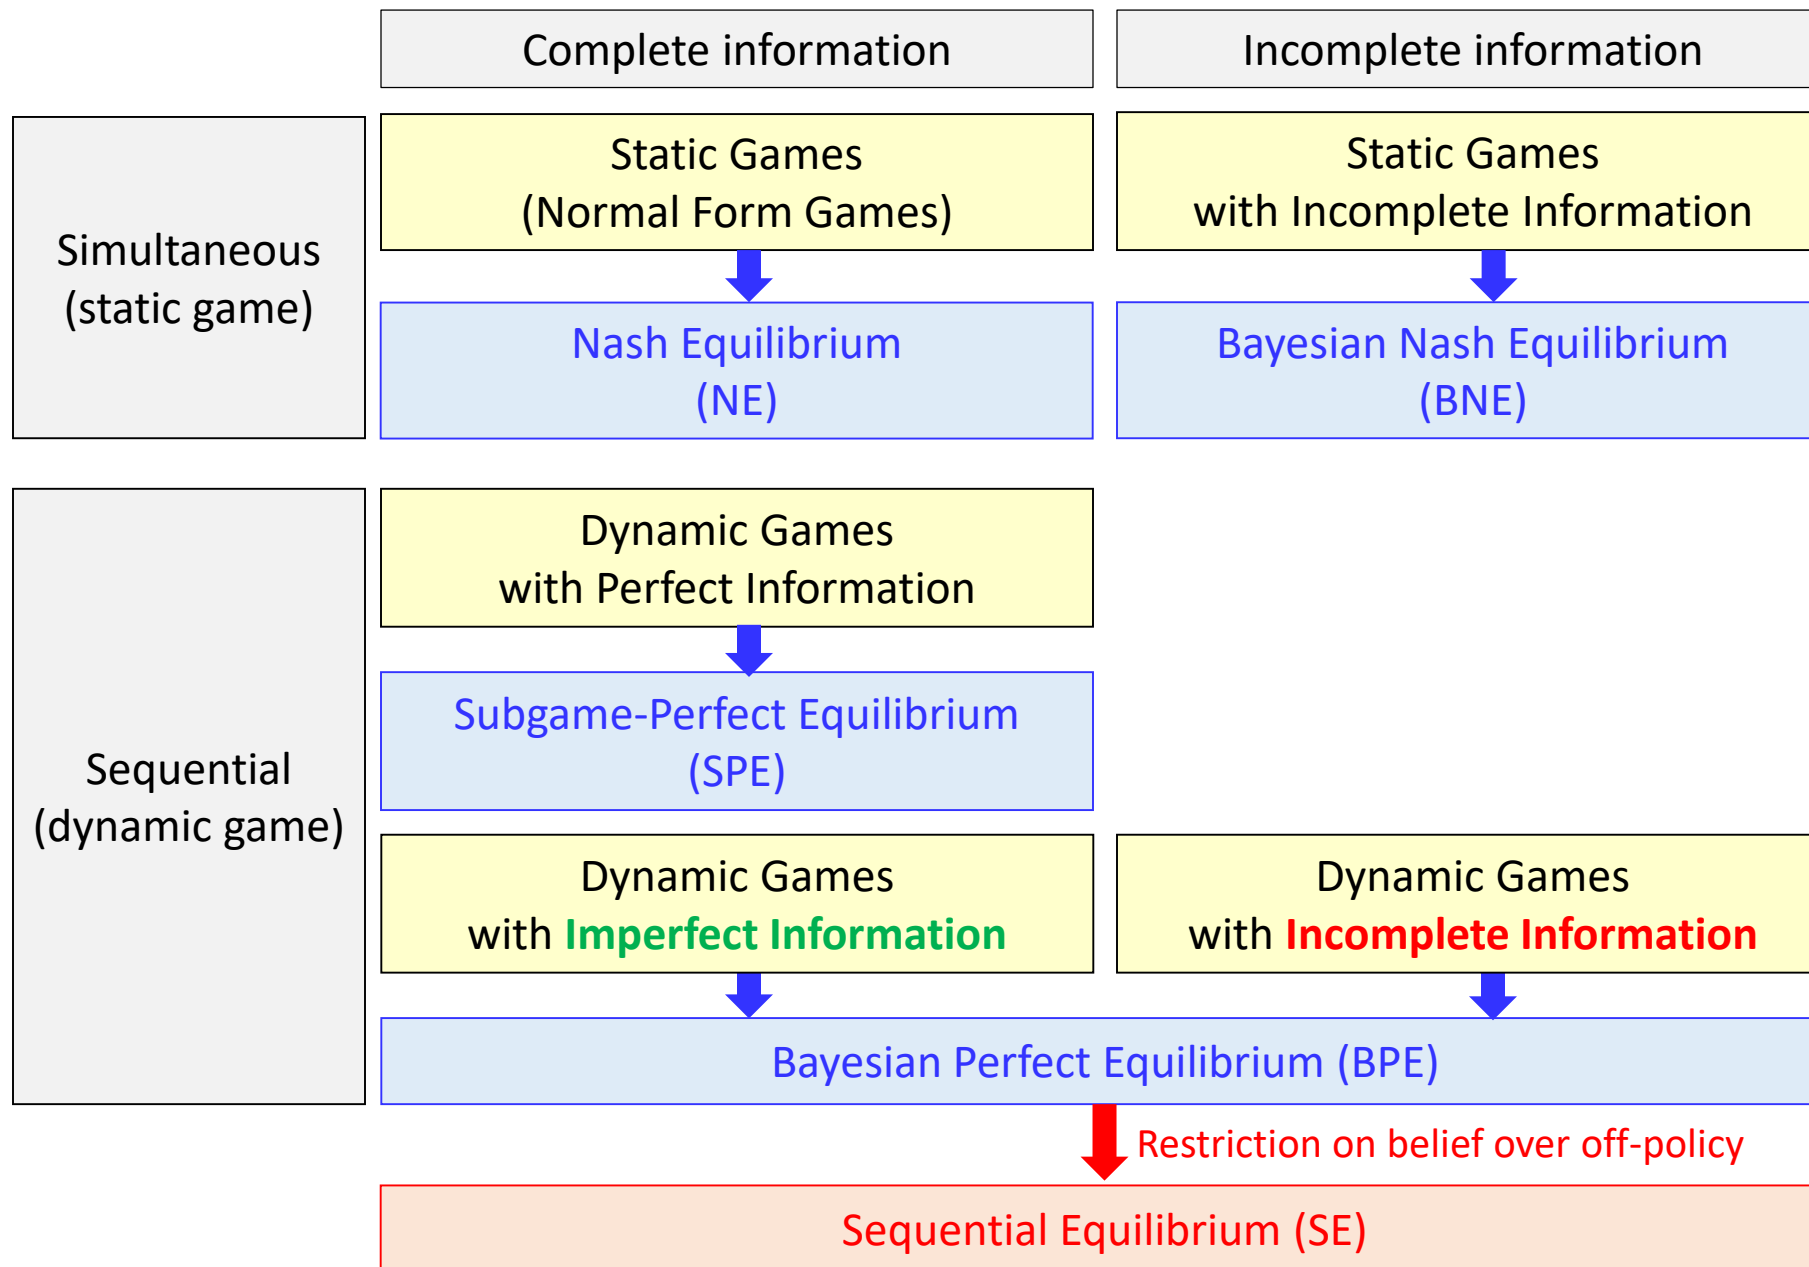 Complete information
Incomplete information
Simultaneous
(static game)
Static Games
(Normal Form Games)
Static Games
with Incomplete Information
Nash Equilibrium
(NE)
Bayesian Nash Equilibrium
(BNE)
Sequential
(dynamic game)
Dynamic Games
with Perfect Information
Subgame-Perfect Equilibrium
(SPE)
Dynamic Games
with Imperfect Information
Dynamic Games
with Incomplete Information
Bayesian Perfect Equilibrium (BPE)
Restriction on belief over off-policy
Sequential Equilibrium (SE)